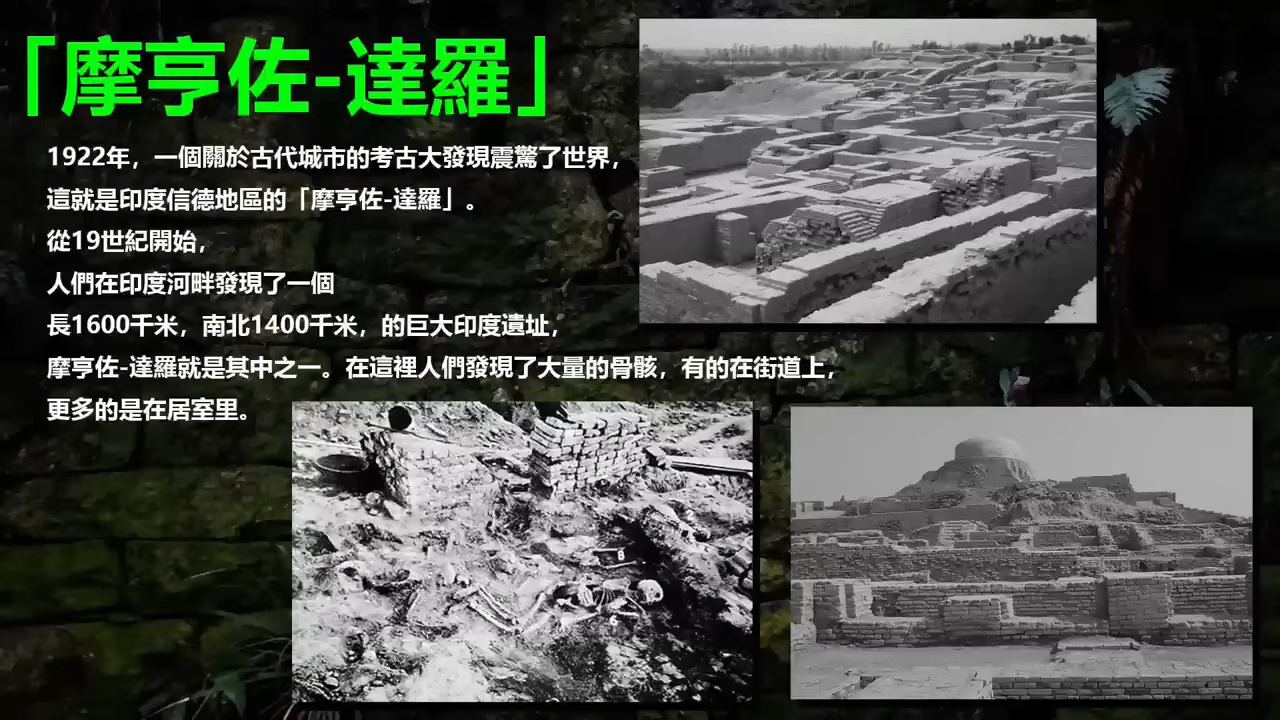 「摩亨佐-達羅」
1922年，一個關於古代城市的考古大發現震驚了世界，
這就是印度信德地區的「摩亨佐-達羅」。
從19世紀開始，
人們在印度河畔發現了一個
長1600千米，南北1400千米，的巨大印度遺址，
摩亨佐-達羅就是其中之一。在這裡人們發現了大量的骨骸，有的在街道上，
更多的是在居室里。
8
6